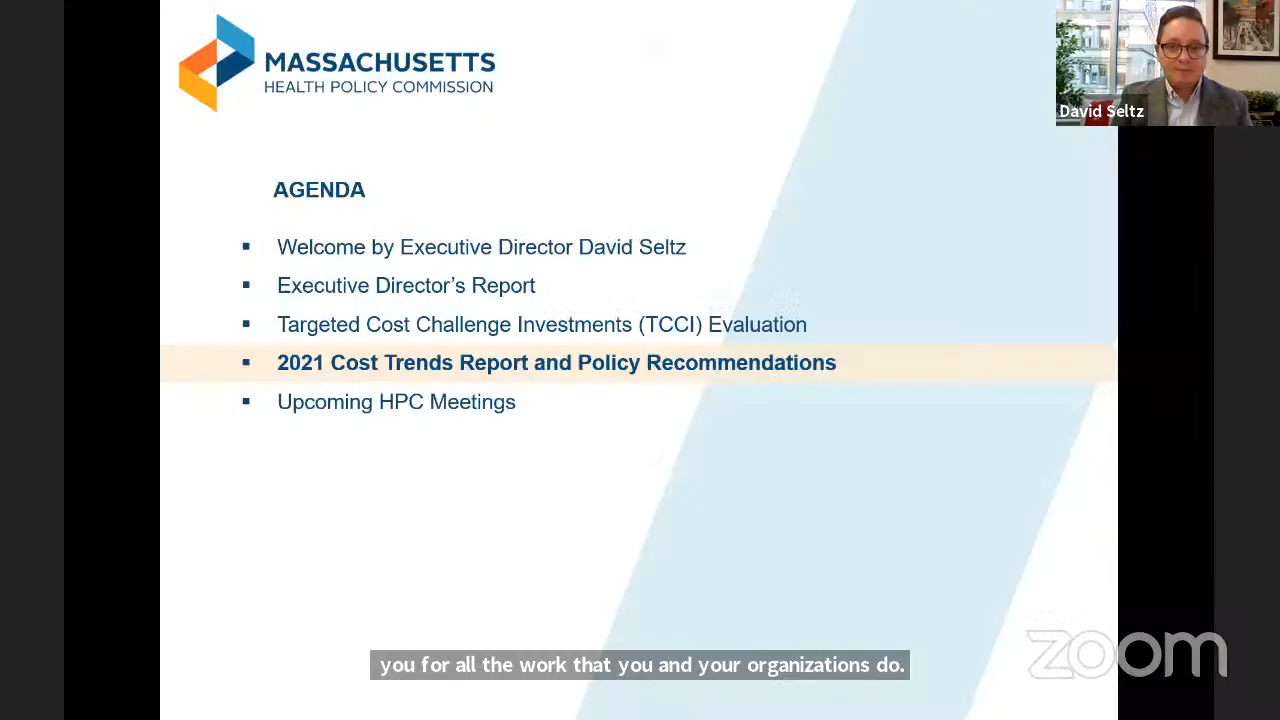 MASSACHUSETTS
HEALTH POLICY COMMISSION
David Seltz
AGENDA
▪ Welcome by Executive Director David Seltz
▪ Executive Director’s Report
▪ Targeted Cost Challenge Investments (TCCI) Evaluation
▪ 2021 Cost Trends Report and Policy Recommendations
▪ Upcoming HPC Meetings
zoom
you for all the work that you and your organizations do.